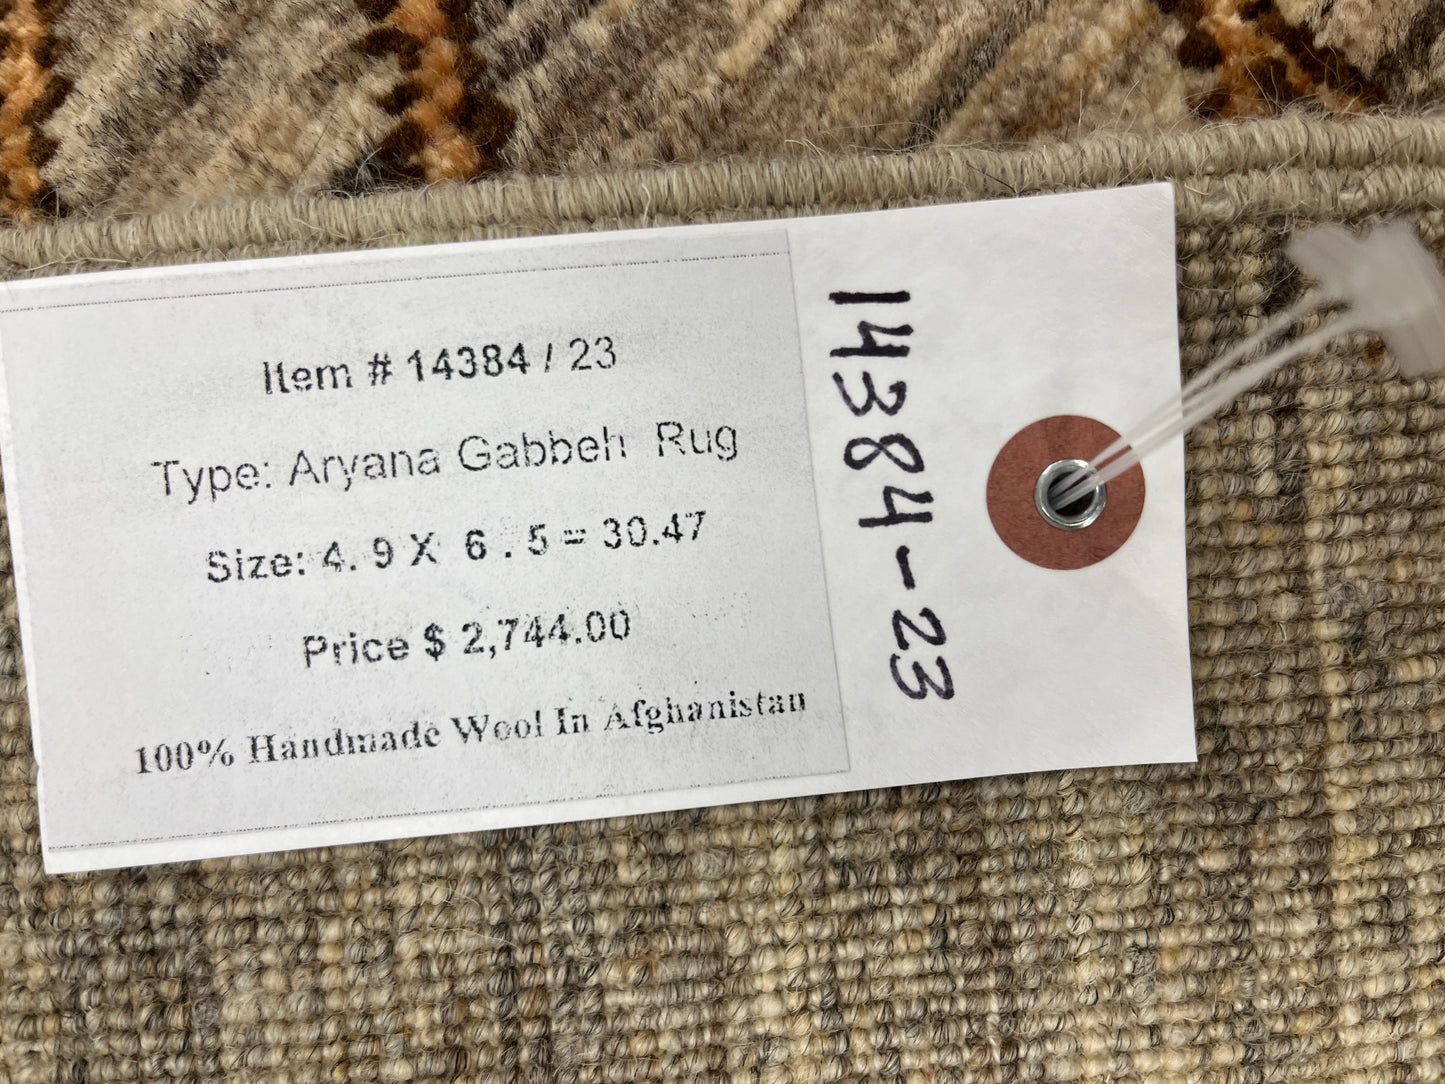 Item # 14384 / 23
Type: Aryana Gabbeh Rug
Size: 4. 9 X 6 . 5 = 30.47
Price $ 2,744.00
100% Handmade Wool In Afghanistan
14384-23